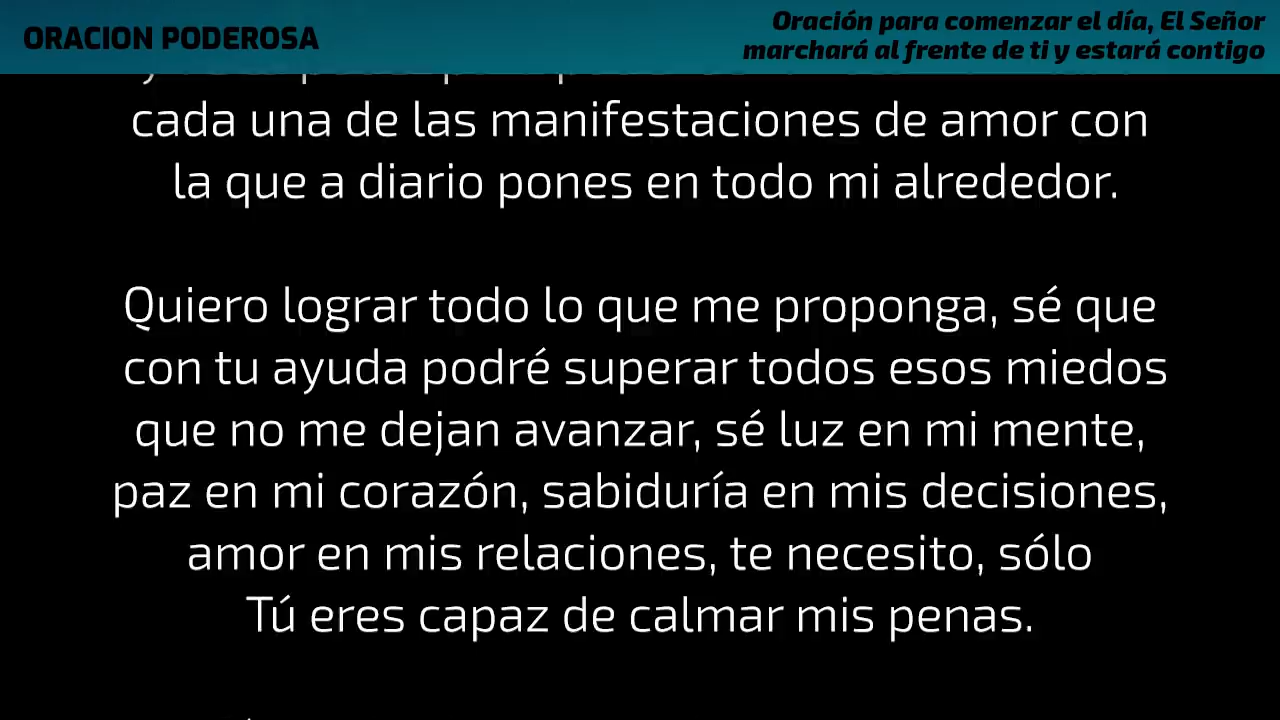 ORACION PODEROSA
Oración para comenzar el día, El Señor
marchará al frente de ti y estará contigo
cada una de las manifestaciones de amor con
la que a diario pones en todo mi alrededor.
Quiero lograr todo lo que me proponga, sé que
con tu ayuda podré superar todos esos miedos
que no me dejan avanzar, sé luz en mi mente,
paz en mi corazón, sabiduría en mis decisiones,
amor en mis relaciones, te necesito, sólo
Tú eres capaz de calmar mis penas.